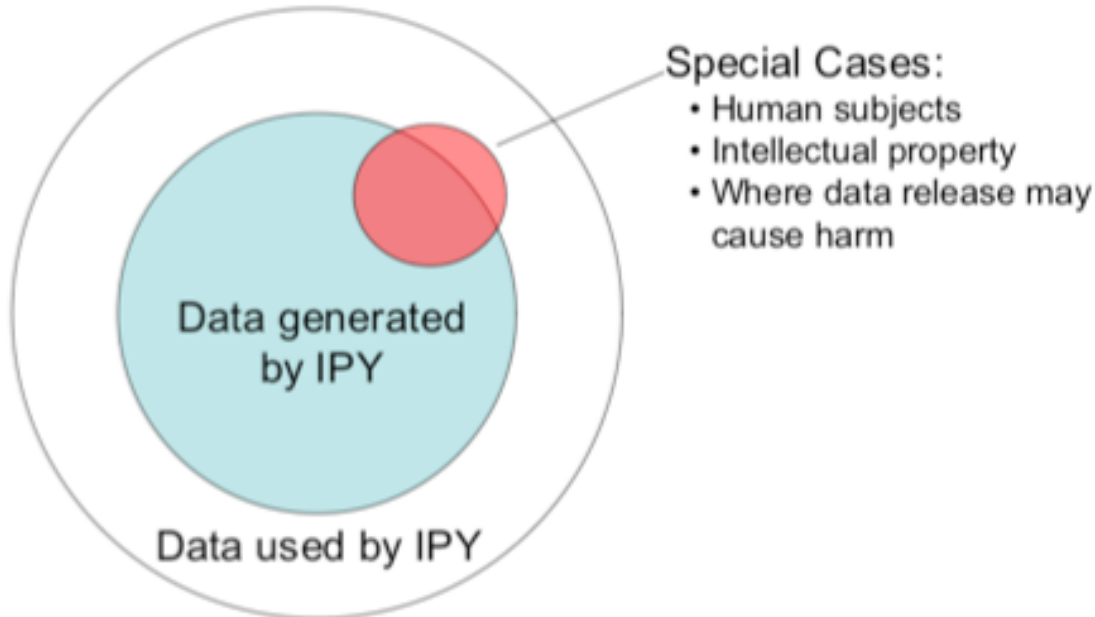 Special Cases:
• Human subjects
• Intellectual property
• Where data release may
cause harm
Data generated
by IPY
Data used by IPY